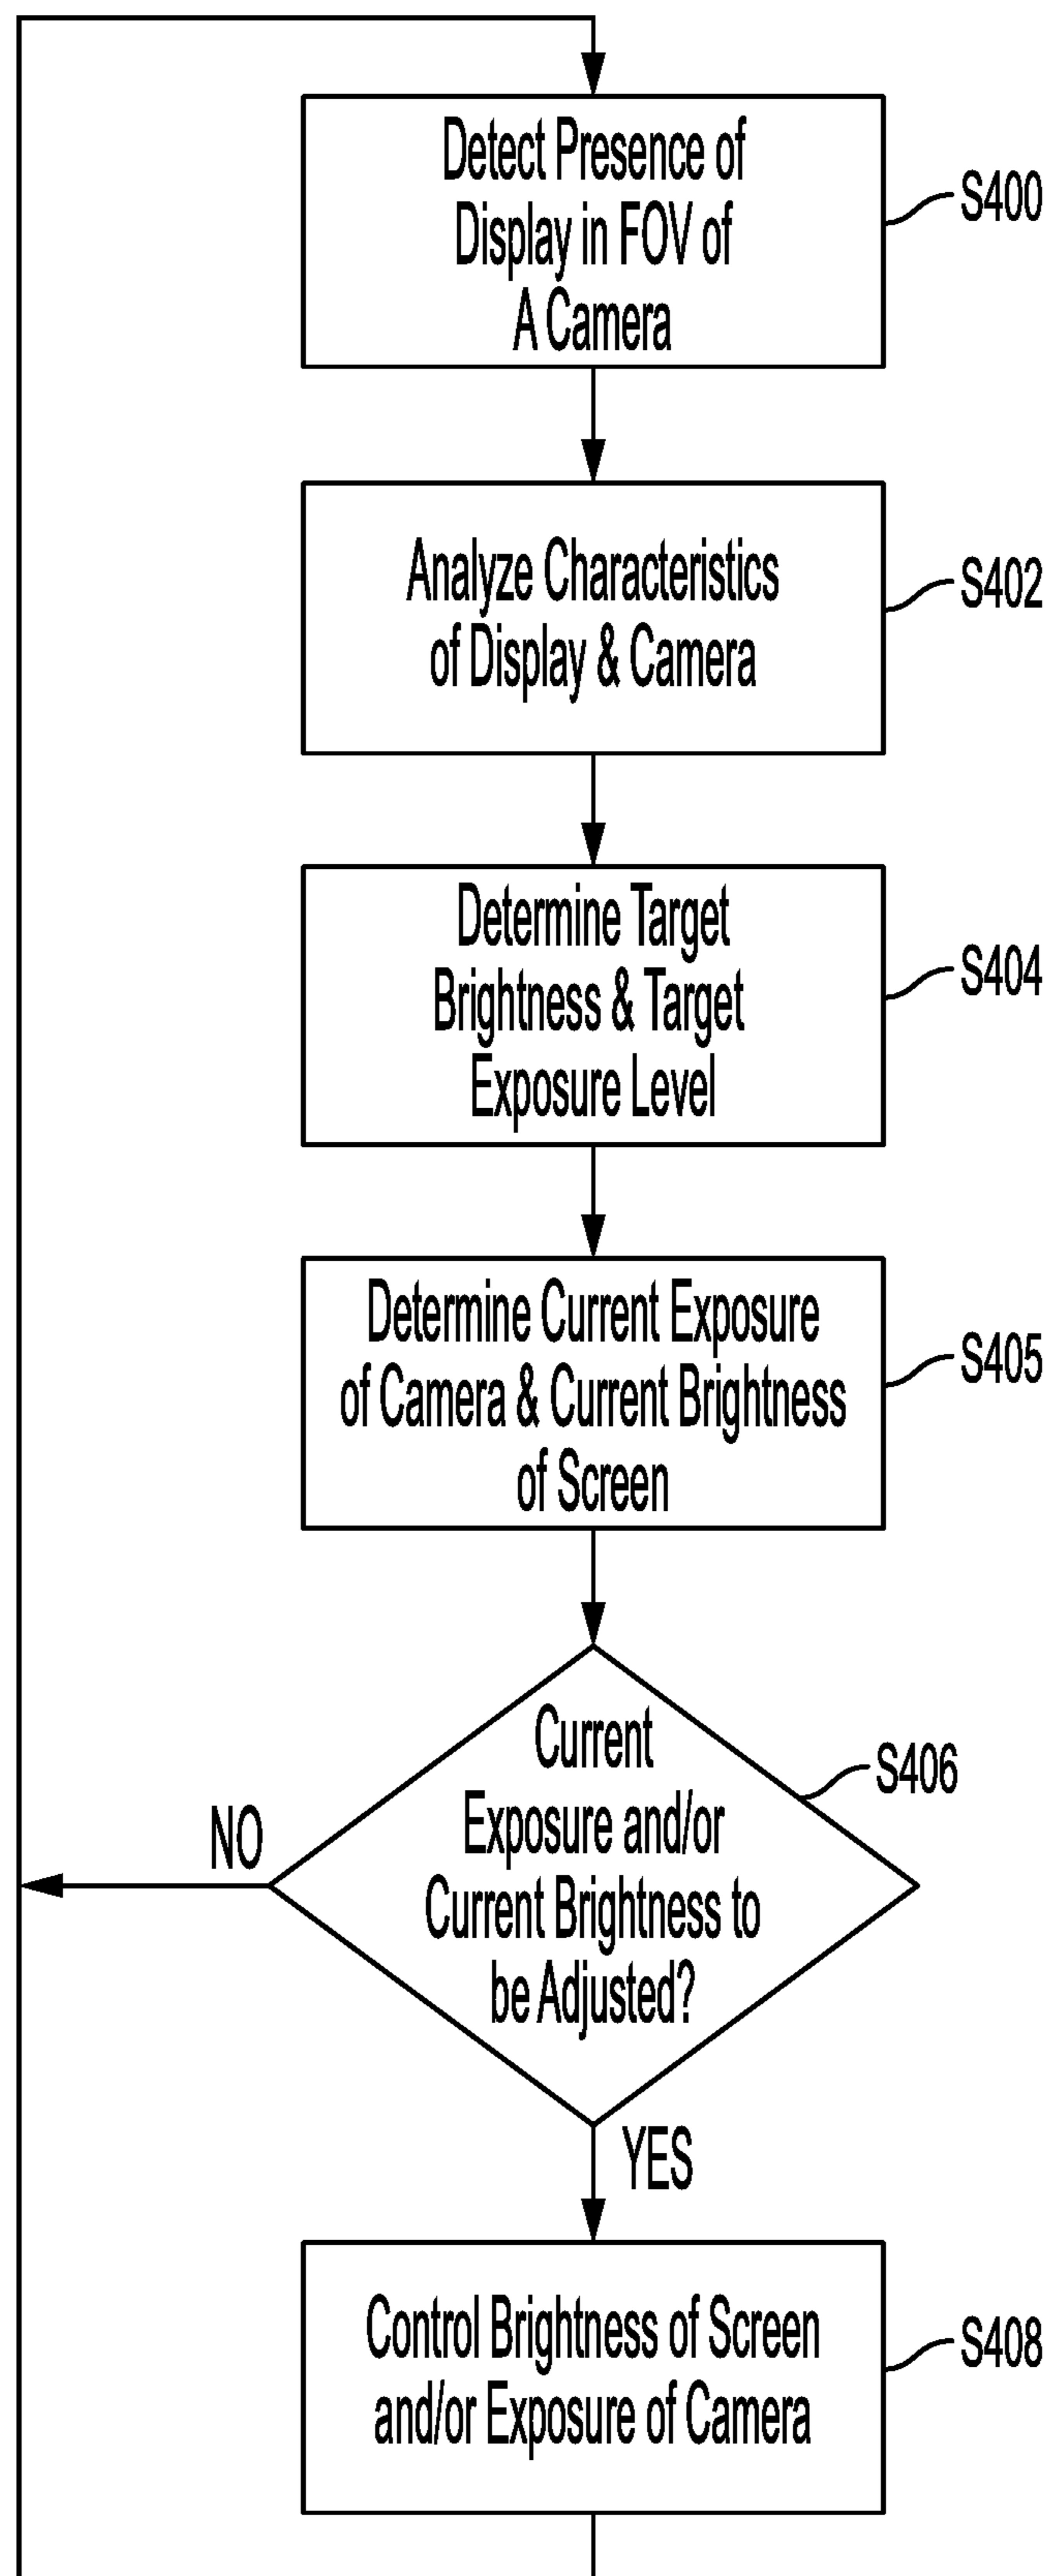 Detect Presence of
Display in FOV of
A Camera
S400
Analyze Characteristics
of Display & Camera
S402
Determine Target
Brightness & Target
Exposure Level
S404
Determine Current Exposure
of Camera & Current Brightness
of Screen
S405
Current
Exposure and/or
Current Brightness to
be Adjusted?
S406
NO
YES
Control Brightness of Screen
and/or Exposure of Camera
S408